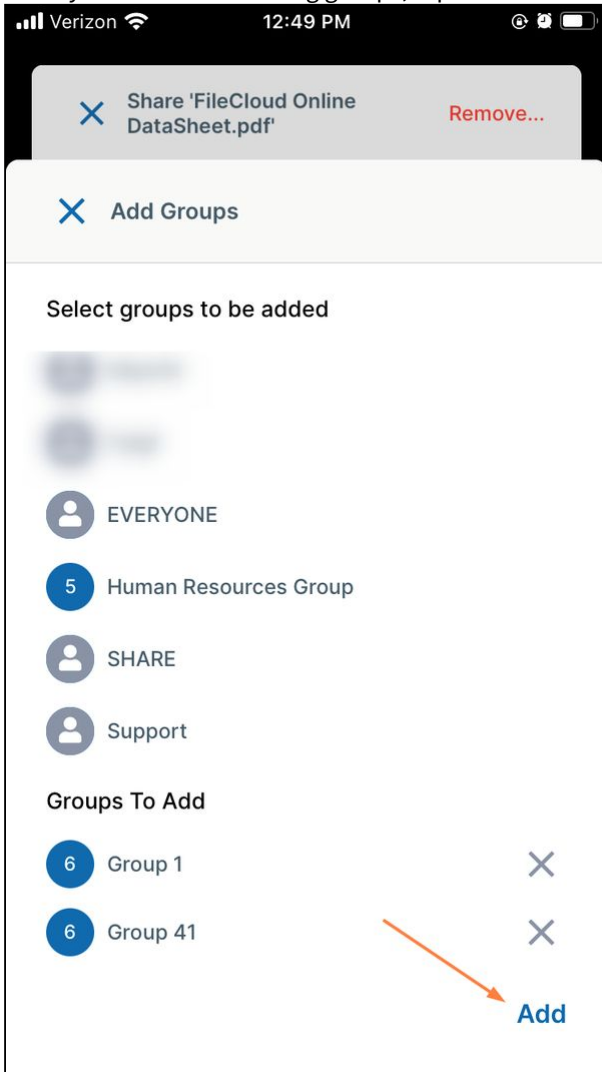 Verizon 12:49 PM
Share 'FileCloud Online
DataSheet.pdf'
Remove...
Add Groups
Select groups to be added
EVERYONE
5 Human Resources Group
SHARE
Support
Groups To Add
6 Group 1
6 Group 41
Add